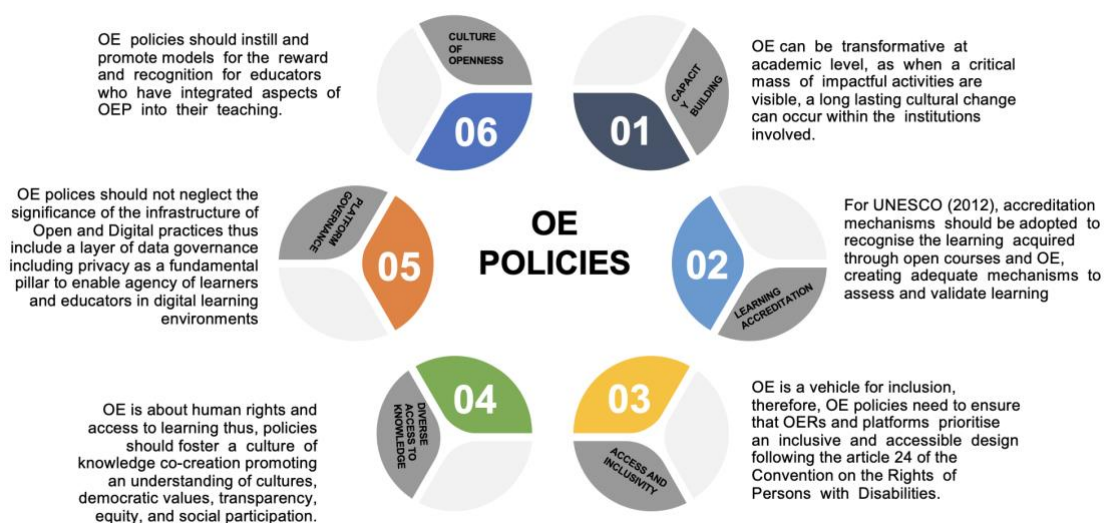 OE POLICIES
CAPACIT
Y
BUILDING
01
OE can be transformative at
academic level, as when a critical
mass of impactful activities are
visible, a long lasting cultural change
can occur within the institutions
involved.
02
LEARNING
ACCREDITATION
For UNESCO (2012), accreditation
mechanisms should be adopted to
recognise the learning acquired
through open courses and OE,
creating adequate mechanisms to
assess and validate learning
03
ACCESS AND
INCLUSIVITY
OE is a vehicle for inclusion,
therefore, OE policies need to ensure
that OERs and platforms prioritise
an inclusive and accessible design
following the article 24 of the
Convention on the Rights of
Persons with Disabilities.
04
DIVERSE
ACCESS TO
KNOWLEDGE
OE is about human rights and
access to learning thus, policies
should foster a culture of
knowledge co-creation promoting
an understanding of cultures,
democratic values, transparency,
equity, and social participation.
05
PLATFORM
GOVERNANCE
OE polices should not neglect the
significance of the infrastructure of
Open and Digital practices thus
include a layer of data governance
including privacy as a fundamental
pillar to enable agency of learners
and educators in digital learning
environments
06
CULTURE
OF
OPENNESS
OE policies should instill and
promote models for the reward
and recognition for educators
who have integrated aspects of
OEP into their teaching.